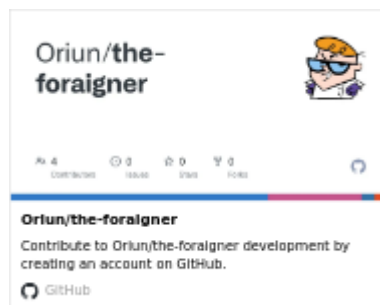 Oriun/the-
foraigner
4
0
0
0
Contributors
Issues
Stars
Forks
Oriun/the-foraigner
Contribute to Oriun/the-foraigner development by
creating an account on GitHub.
GitHub